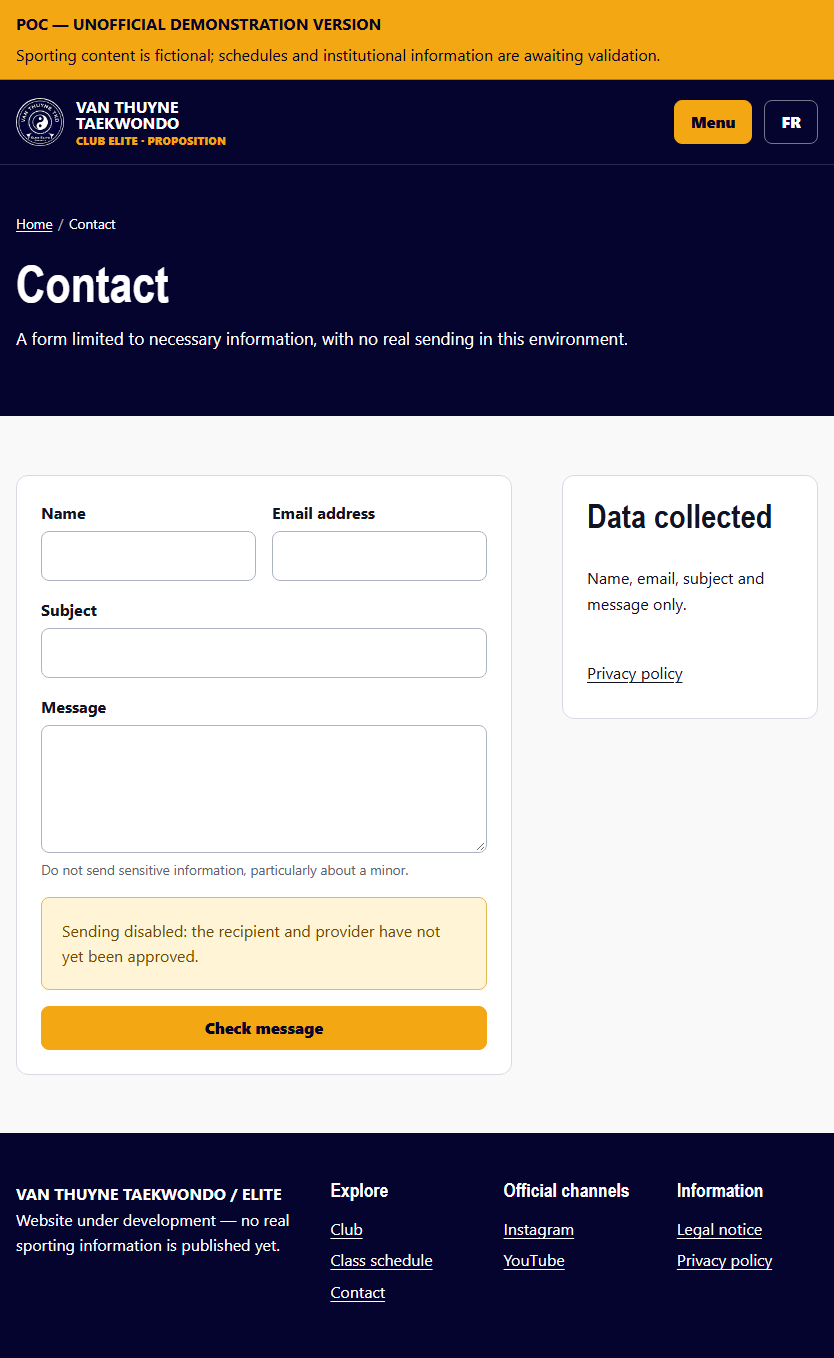 POC — UNOFFICIAL DEMONSTRATION VERSION
Sporting content is fictional; schedules and institutional information are awaiting validation.
VAN THUYNE
TAEKWONDO
CLUB ELITE · PROPOSITION
Menu
FR
Home / Contact
Contact
A form limited to necessary information, with no real sending in this environment.
Name
Email address
Subject
Message
Do not send sensitive information, particularly about a minor.
Sending disabled: the recipient and provider have not
yet been approved.
Check message
Data collected
Name, email, subject and
message only.
Privacy policy
VAN THUYNE TAEKWONDO / ELITE
Website under development — no real
sporting information is published yet.
Explore
Club
Class schedule
Contact
Official channels
Instagram
YouTube
Information
Legal notice
Privacy policy